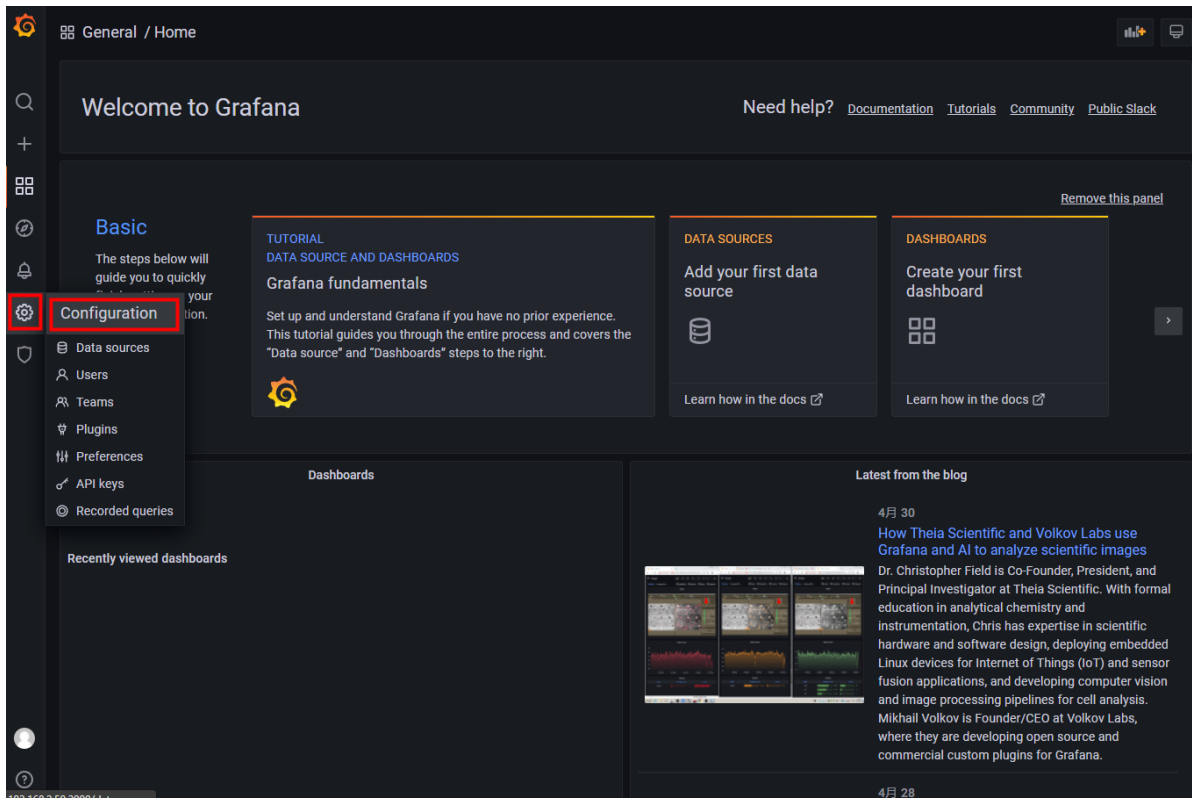 General / Home
Welcome to Grafana
Need help? Documentation Tutorials Community Public Slack
Remove this panel
Basic
The steps below will
guide you to quickly
your
tion.
TUTORIAL
DATA SOURCE AND DASHBOARDS
Grafana fundamentals
Set up and understand Grafana if you have no prior experience.
This tutorial guides you through the entire process and covers the
"Data source" and "Dashboards" steps to the right.
DATA SOURCES
Add your first data
source
Learn how in the docs
DASHBOARDS
Create your first
dashboard
Learn how in the docs
Configuration
Data sources
Users
Teams
Plugins
Preferences
API keys
Recorded queries
Dashboards
Recently viewed dashboards
Latest from the blog
4月 30
How Theia Scientific and Volkov Labs use
Grafana and AI to analyze scientific images
Dr. Christopher Field is Co-Founder, President, and
Principal Investigator at Theia Scientific. With formal
education in analytical chemistry and
instrumentation, Chris has expertise in scientific
hardware and software design, deploying embedded
Linux devices for Internet of Things (IoT) and sensor
fusion applications, and developing computer vision
and image processing pipelines for cell analysis.
Mikhail Volkov is Founder/CEO at Volkov Labs,
where they are developing open source and
commercial custom plugins for Grafana.
4月 28